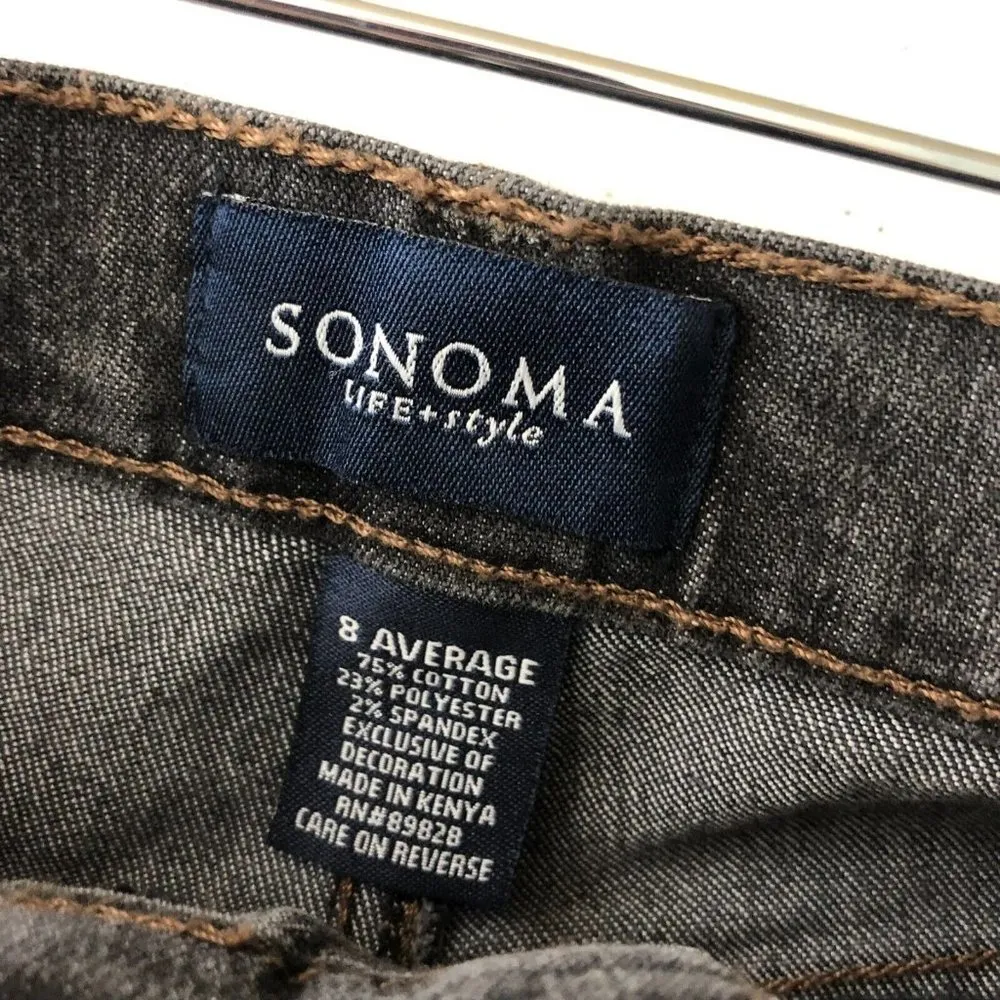 SONOMA
LIFE+style
8 AVERAGE
75% COTTON
23% POLYESTER
2% SPANDEX
EXCLUSIVE OF
DECORATION
MADE IN KENYA
RN#89828
CARE ON REVERSE